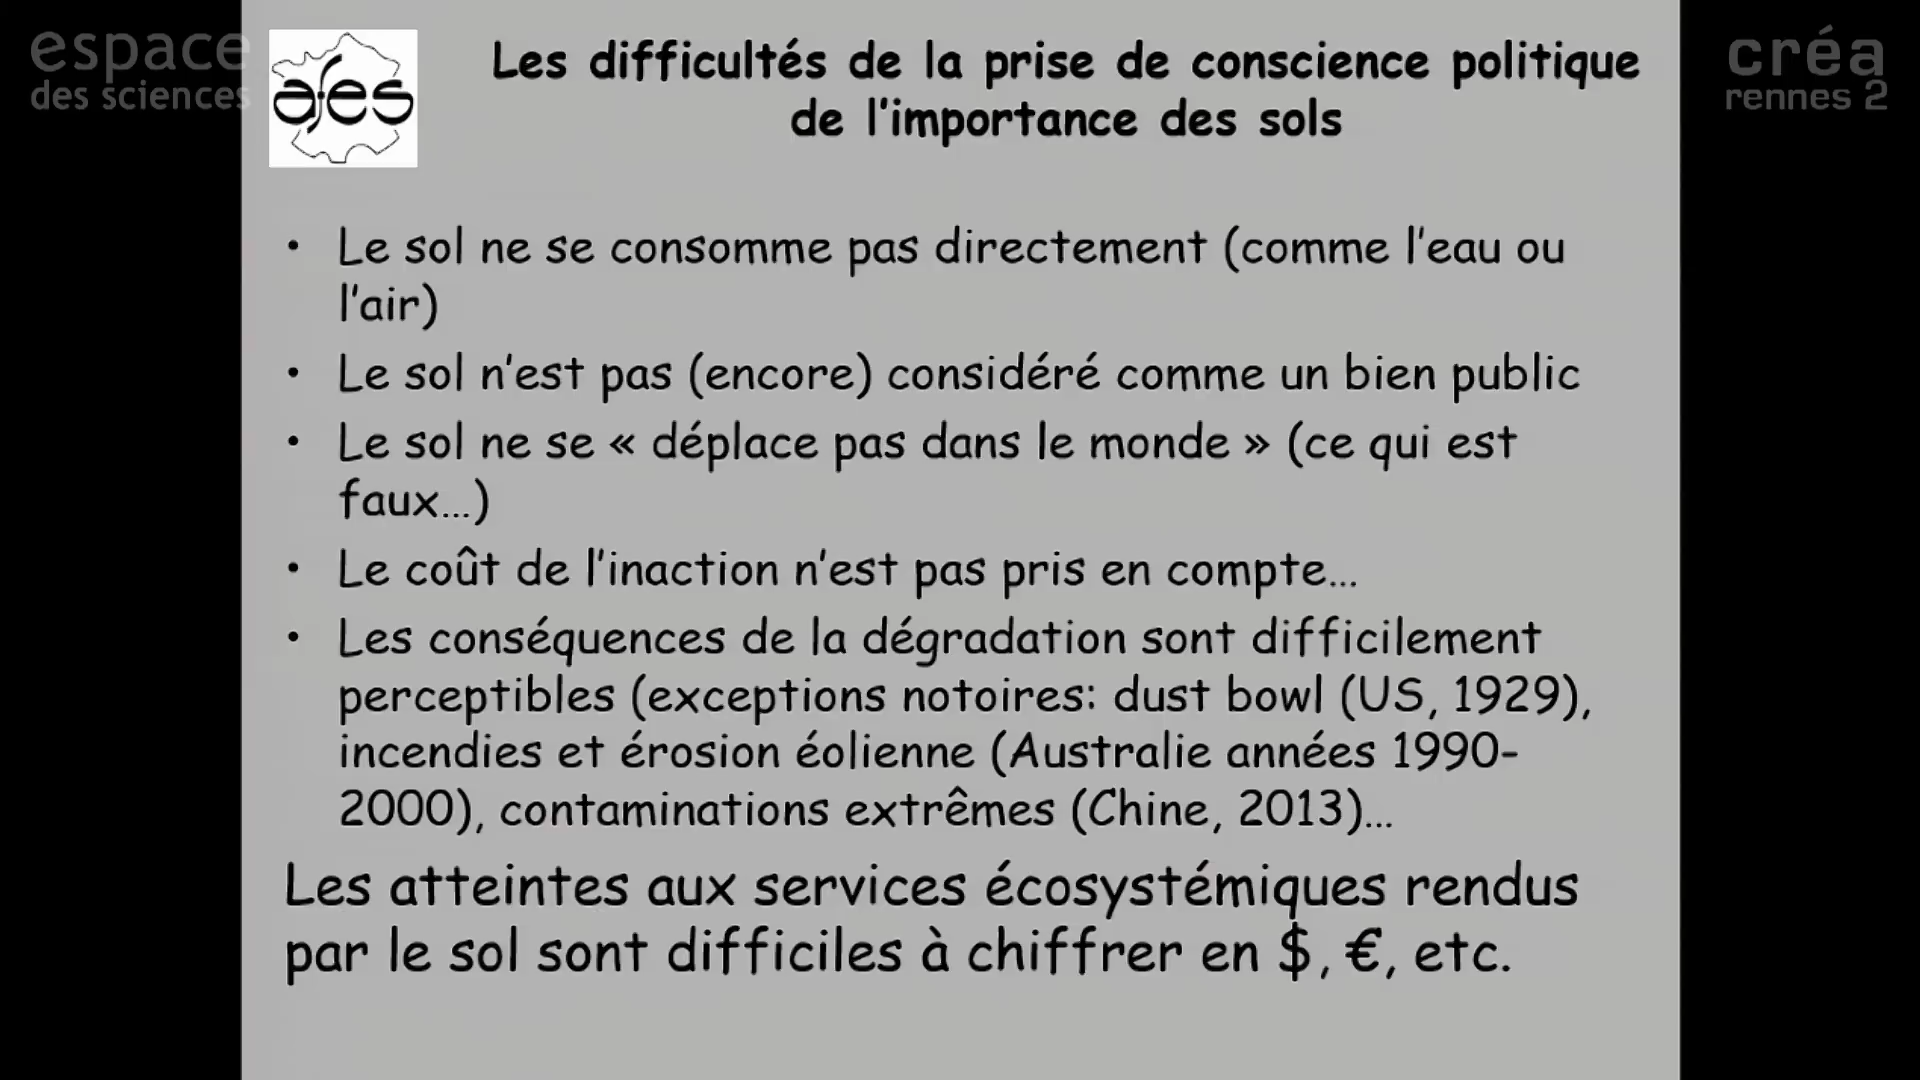 espace
des sciences
afes
créa
rennes 2
Les difficultés de la prise de conscience politique
de l'importance des sols
• Le sol ne se consomme pas directement (comme l'eau ou
l'air)
• Le sol n'est pas (encore) considéré comme un bien public
• Le sol ne se « déplace pas dans le monde » (ce qui est
faux…)
• Le coût de l'inaction n'est pas pris en compte…
• Les conséquences de la dégradation sont difficilement
perceptibles (exceptions notoires: dust bowl (US, 1929),
incendies et érosion éolienne (Australie années 1990-
2000), contaminations extrêmes (Chine, 2013)…
Les atteintes aux services écosystémiques rendus
par le sol sont difficiles à chiffrer en $, €, etc.